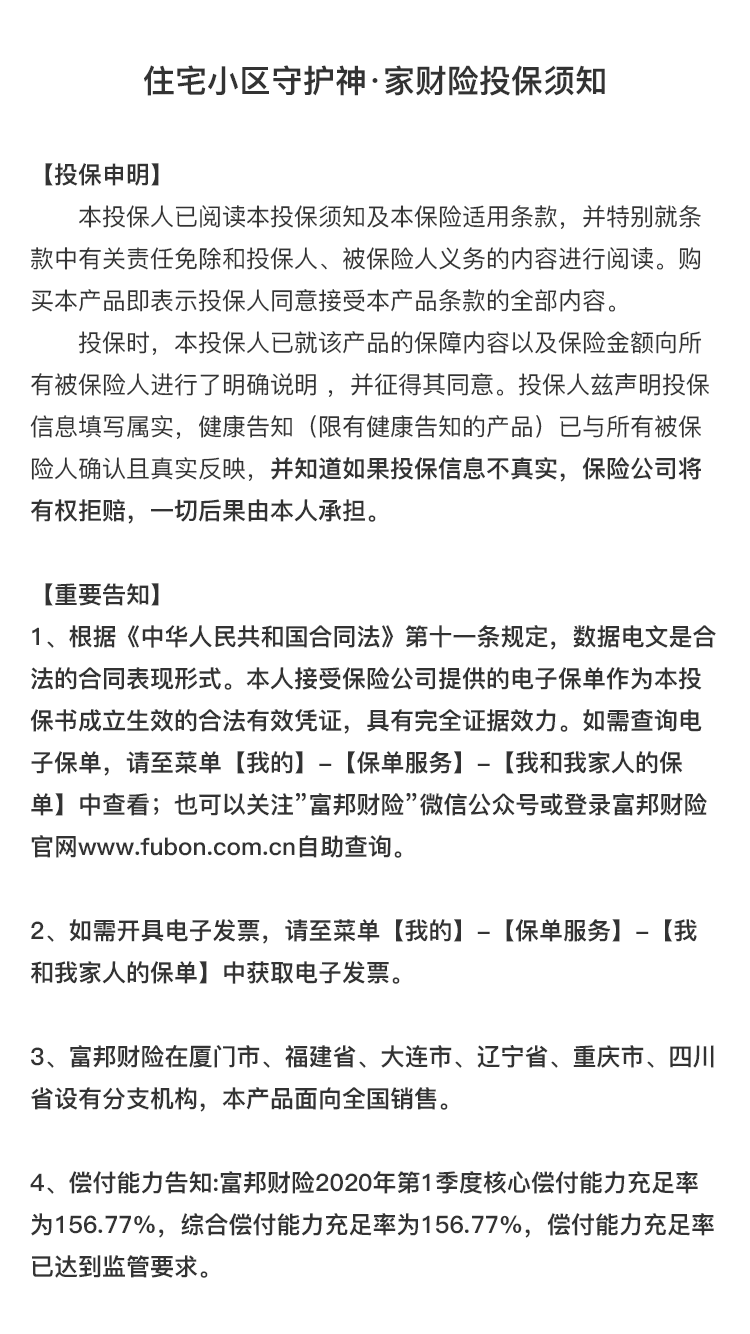 住宅小区守护神·家财险投保须知
【投保申明】
本投保人已阅读本投保须知及本保险适用条款，并特别就条
款中有关责任免除和投保人、被保险人义务的内容进行阅读。购
买本产品即表示投保人同意接受本产品条款的全部内容。
投保时，本投保人已就该产品的保障内容以及保险金额向所
有被保险人进行了明确说明 ，并征得其同意。投保人兹声明投保
信息填写属实，健康告知（限有健康告知的产品）已与所有被保
险人确认且真实反映，并知道如果投保信息不真实，保险公司将
有权拒赔，一切后果由本人承担。
【重要告知】
1、根据《中华人民共和国合同法》第十一条规定，数据电文是合
法的合同表现形式。本人接受保险公司提供的电子保单作为本投
保书成立生效的合法有效凭证，具有完全证据效力。如需查询电
子保单，请至菜单【我的】-【保单服务】-【我和我家人的保
单】中查看；也可以关注”富邦财险”微信公众号或登录富邦财险
官网www.fubon.com.cn自助查询。
2、如需开具电子发票，请至菜单【我的】-【保单服务】-【我
和我家人的保单】中获取电子发票。
3、富邦财险在厦门市、福建省、大连市、辽宁省、重庆市、四川
省设有分支机构，本产品面向全国销售。
4、偿付能力告知:富邦财险2020年第1季度核心偿付能力充足率
为156.77%，综合偿付能力充足率为156.77%，偿付能力充足率
已达到监管要求。